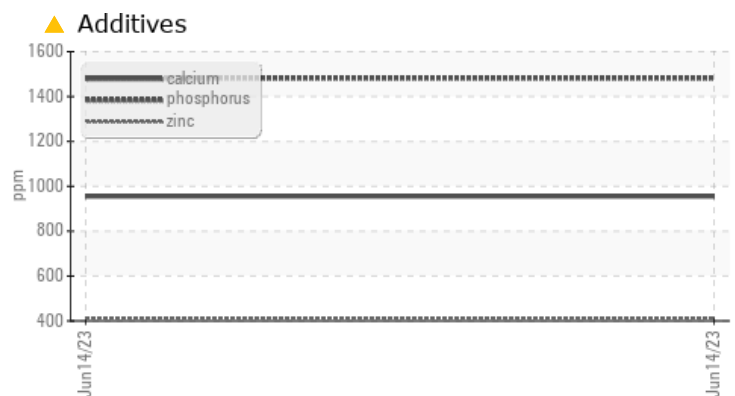 Additives
1600
1400
1200
1000
800
600
400
ppm
calcium
phosphorus
zinc
Jun14/23
Jun14/23